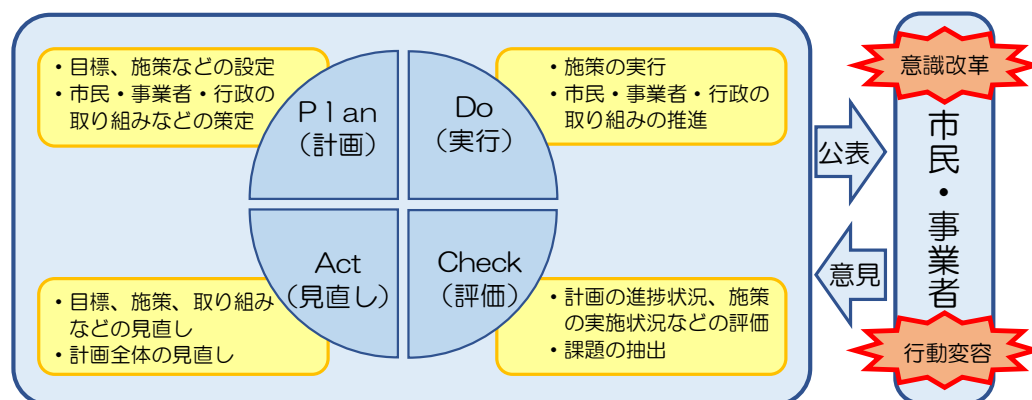 ・目標、施策などの設定
・市民・事業者・行政の
取り組みなどの策定
Plan
(計画)
Do
(実行)
・施策の実行
・市民・事業者・行政の
取り組みの推進
・目標、施策、取り組み
などの見直し
・計画全体の見直し
Act
(見直し)
Check
(評価)
・計画の進捗状況、施策
の実施状況などの評価
・課題の抽出
公表
意見
意識改革
市民・事業者
行動変容